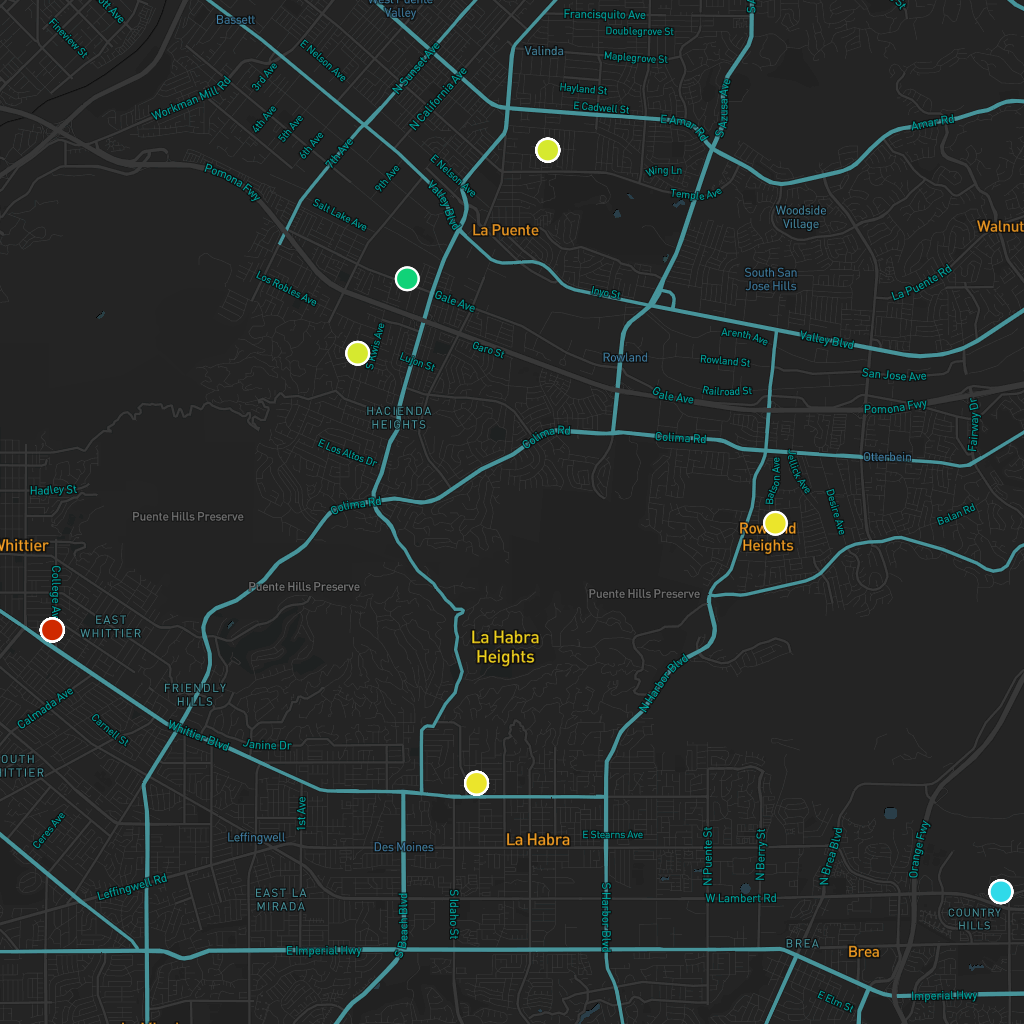 West Puente
Valley
Francisquito Ave
Bassett
Doublegrove St
Fineview St
Valinda
E Nelson Ave
N Sunset Ave
Maplegrove St
3rd Ave
N California Ave
Hayland St
S Azusa Ave
Workman Mill Rd
E Cadwell St
4th Ave
5th Ave
E Amar Rd
Amar Rd
6th Ave
7th Ave
9th Ave
E Nelson Ave
Wing Ln
Pomona Fwy
Valley Blvd
Temple Ave
Salt Lake Ave
Woodside
Village
La Puente
Walnut
Los Robles Ave
South San
Jose Hills
La Puente Rd
Gale Ave
S Kwis Ave
Arenth Ave
Valley Blvd
Lujon St
Garo St
Rowland
Rowland St
San Jose Ave
Railroad St
Gale Ave
Pomona Fwy
HACIENDA
HEIGHTS
Fairway Dr
Colima Rd
Colima Rd
E Los Altos Dr
Otterbein
Batson Ave
Hadley St
Desire Ave
Colima Rd
Balan Rd
Puente Hills Preserve
Whittier
Heights
College Ave
Puente Hills Preserve
Puente Hills Preserve
EAST
WHITTIER
La Habra
Heights
N Harbor Blvd
FRIENDLY
HILLS
Calmada Ave
Carnell St
Whittier Blvd
Janine Dr
1st Ave
Ceres Ave
Leffingwell
Des Moines
La Habra
E Stearns Ave
N Puente St
N Berry St
N Brea Blvd
Orange Fwy
Leffingwell Rd
EAST LA
MIRADA
S Beach Blvd
S Idaho St
S Harbor Blvd
W Lambert Rd
COUNTRY
HILLS
E Imperial Hwy
BREA
Brea
E Elm St
Imperial Hwy